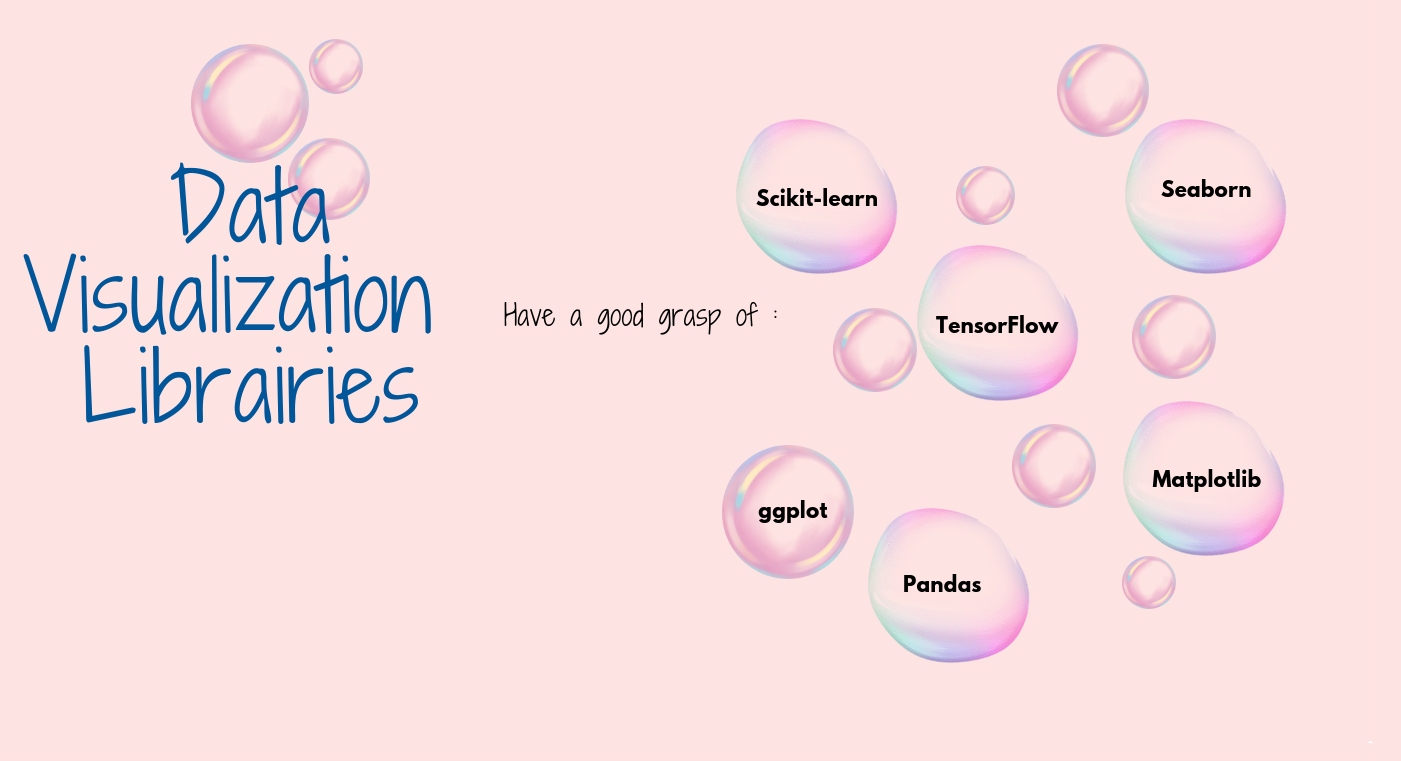 Data
Visualization
Librairies
Have a good grasp of :
Scikit-learn
Seaborn
TensorFlow
Matplotlib
ggplot
Pandas